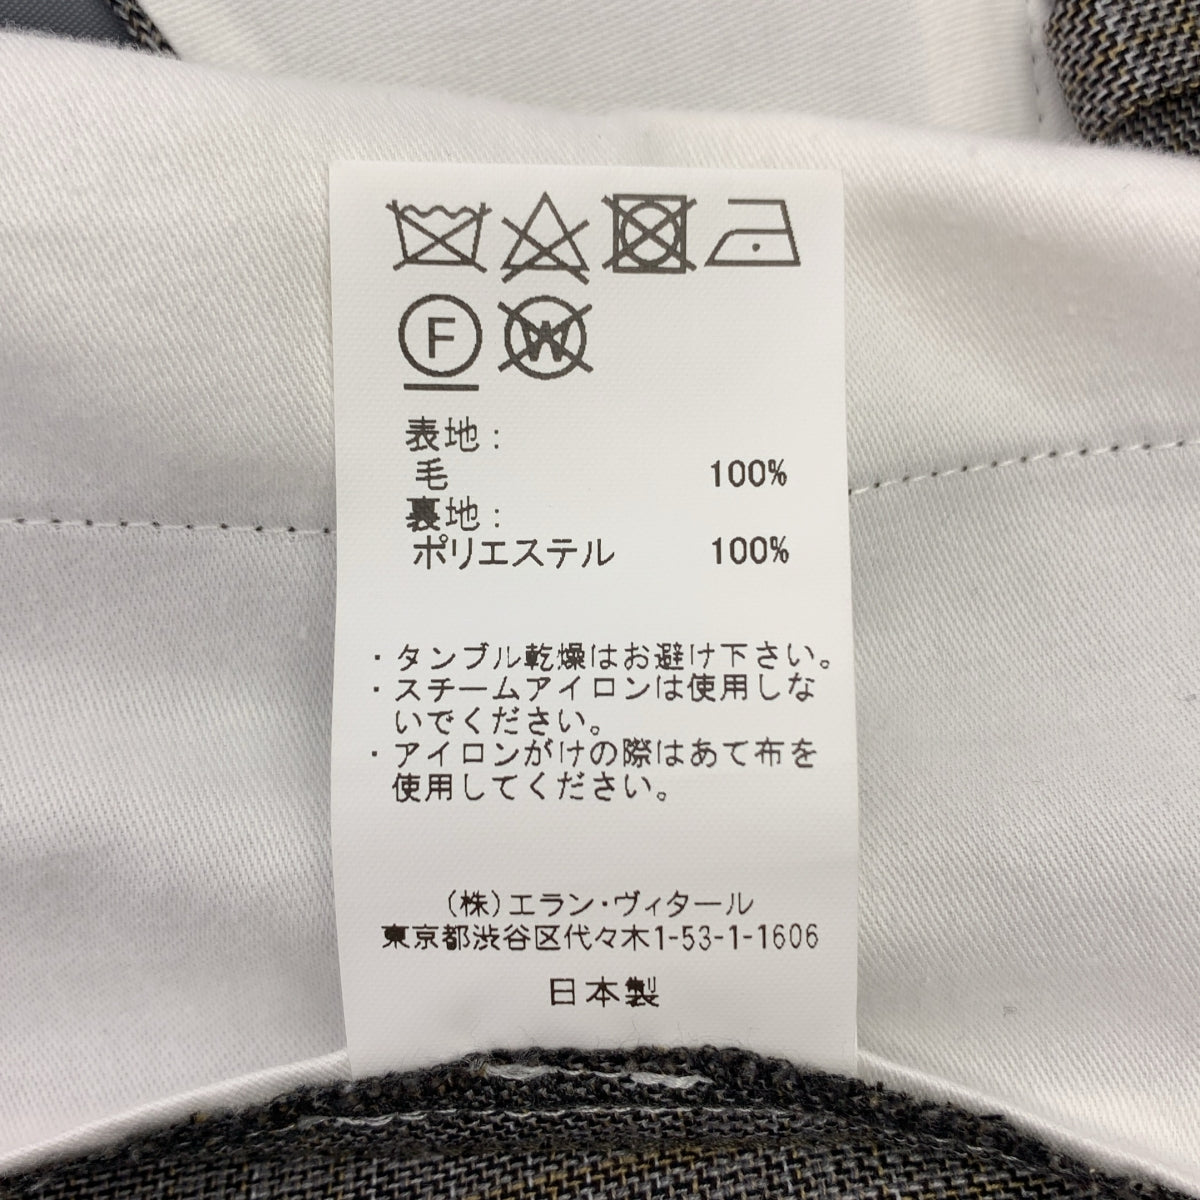 F W
表地:
毛 100%
裏地:
ポリエステル 100%
・タンブル乾燥はお避け下さい。
・スチームアイロンは使用しな
いでください。
・アイロンがけの際はあて布を
使用してください。
(株)エラン・ヴィタール
東京都渋谷区代々木1-53-1-1606
日本製